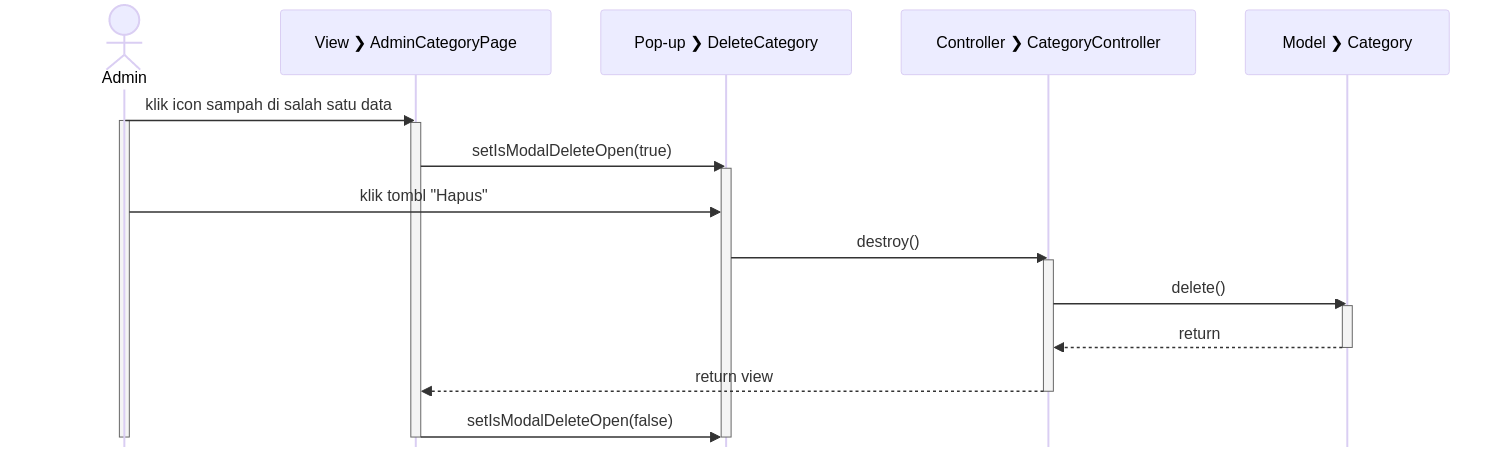 Admin
View ❯ AdminCategoryPage
Pop-up ❯ DeleteCategory
Controller ❯ CategoryController
Model ❯ Category
klik icon sampah di salah satu data
setIsModalDeleteOpen(true)
klik tombl "Hapus"
destroy()
delete()
return
return view
setIsModalDeleteOpen(false)